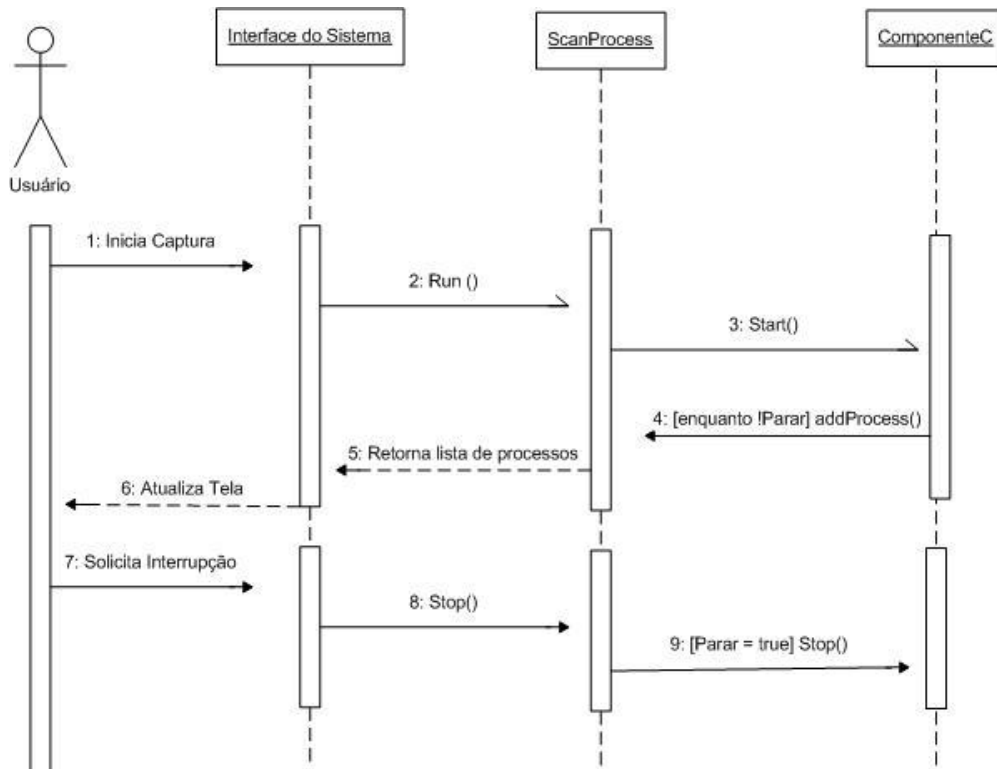 Interface do Sistema
ScanProcess
ComponenteC
Usuário
1: Inicia Captura
2: Run ()
3: Start()
4: [enquanto !Parar] addProcess()
5: Retorna lista de processos
6: Atualiza Tela
7: Solicita Interrupção
8: Stop()
9: [Parar = true] Stop()